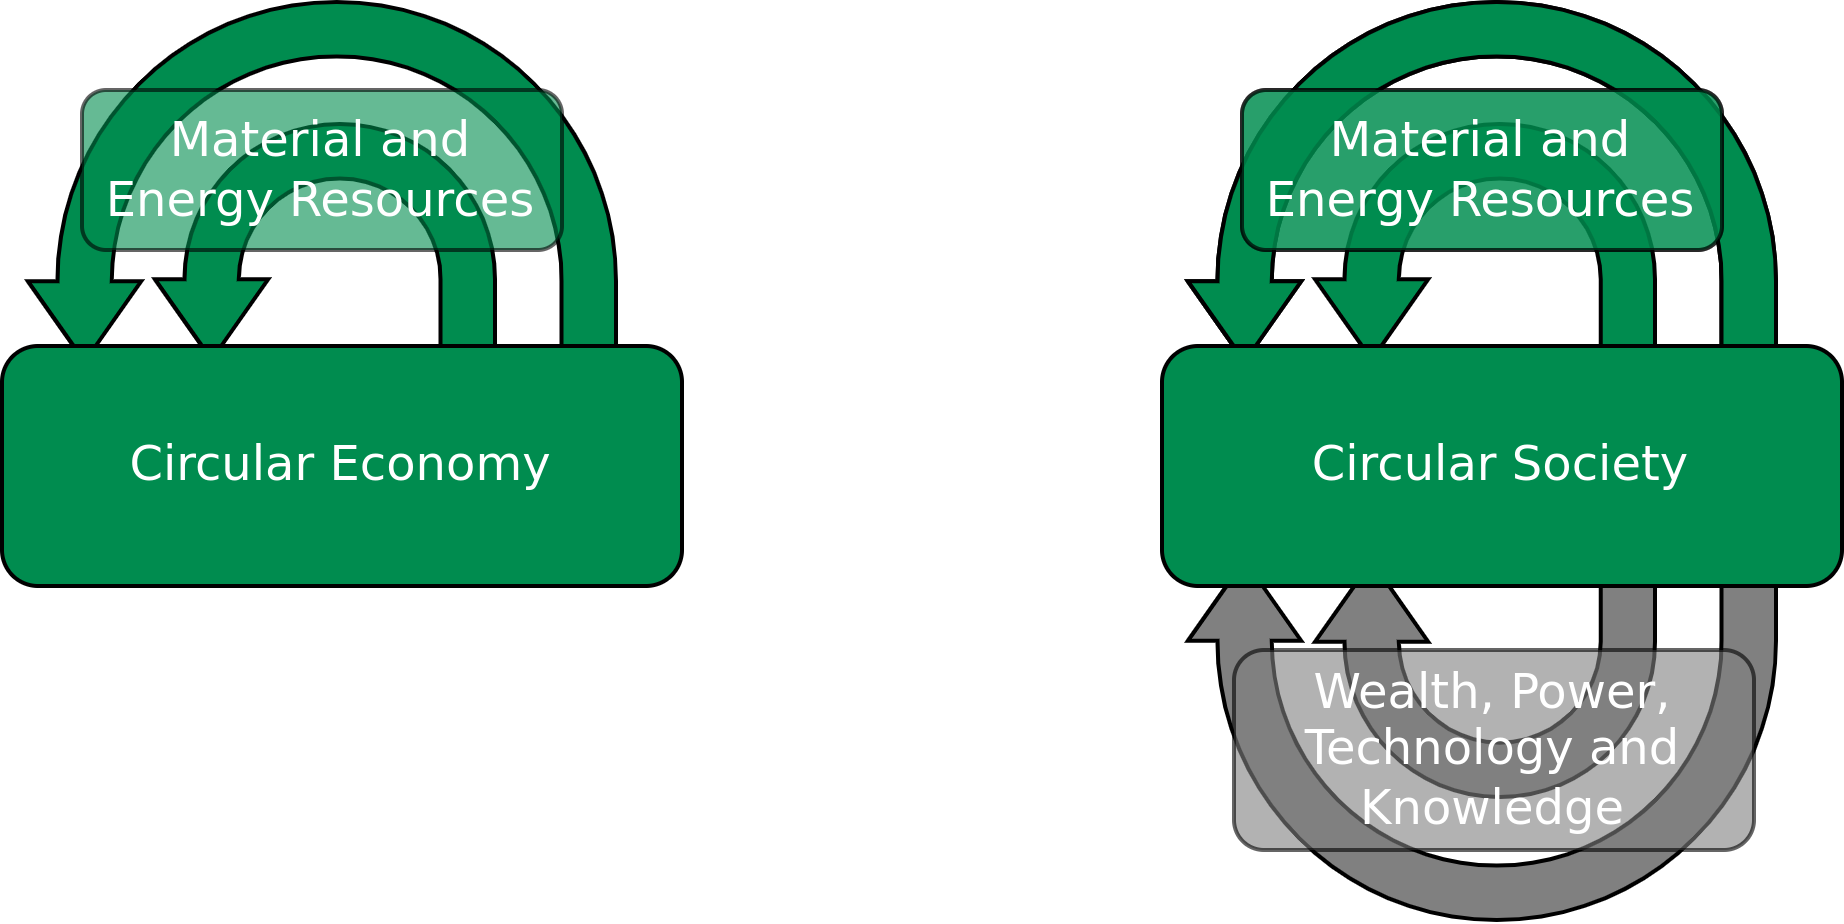 Material and
Energy Resources
Circular Economy
Material and
Energy Resources
Circular Society
Wealth, Power,
Technology and
Knowledge